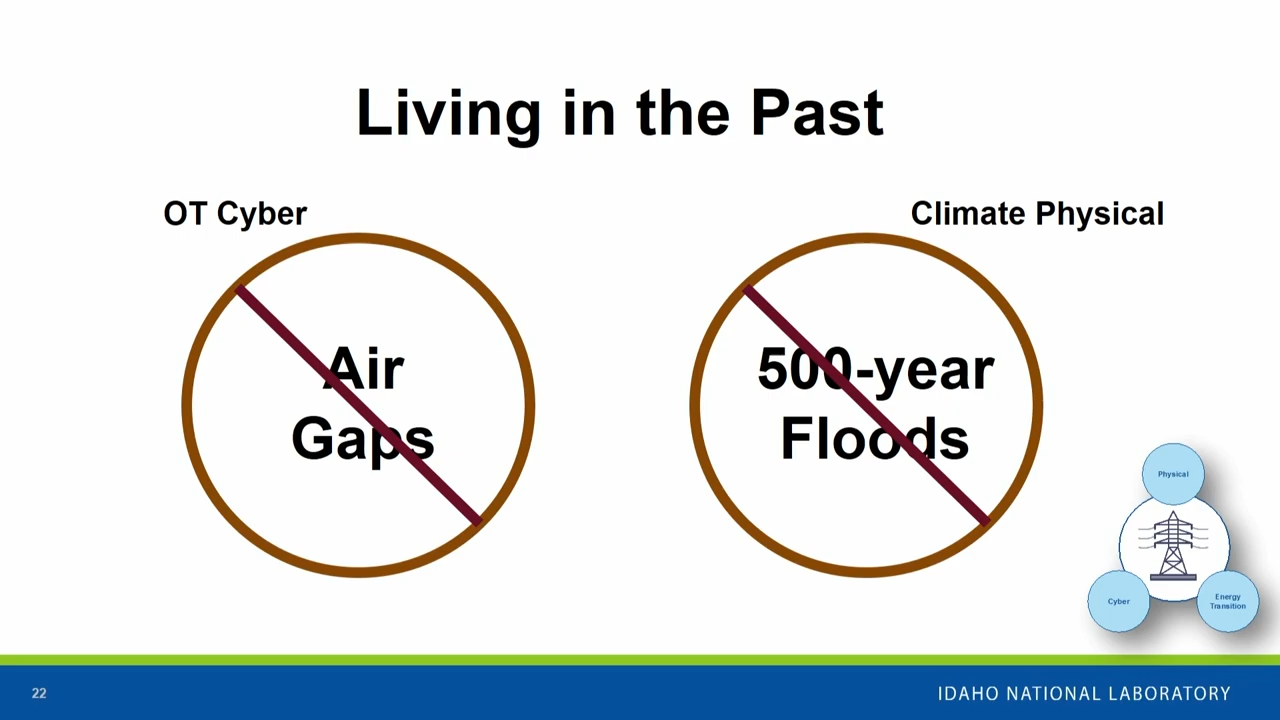 Living in the Past
OT Cyber
Climate Physical
Air
Gaps
500-year
Floods
Physical
Cyber
Energy
Transition
22
IDAHO NATIONAL LABORATORY